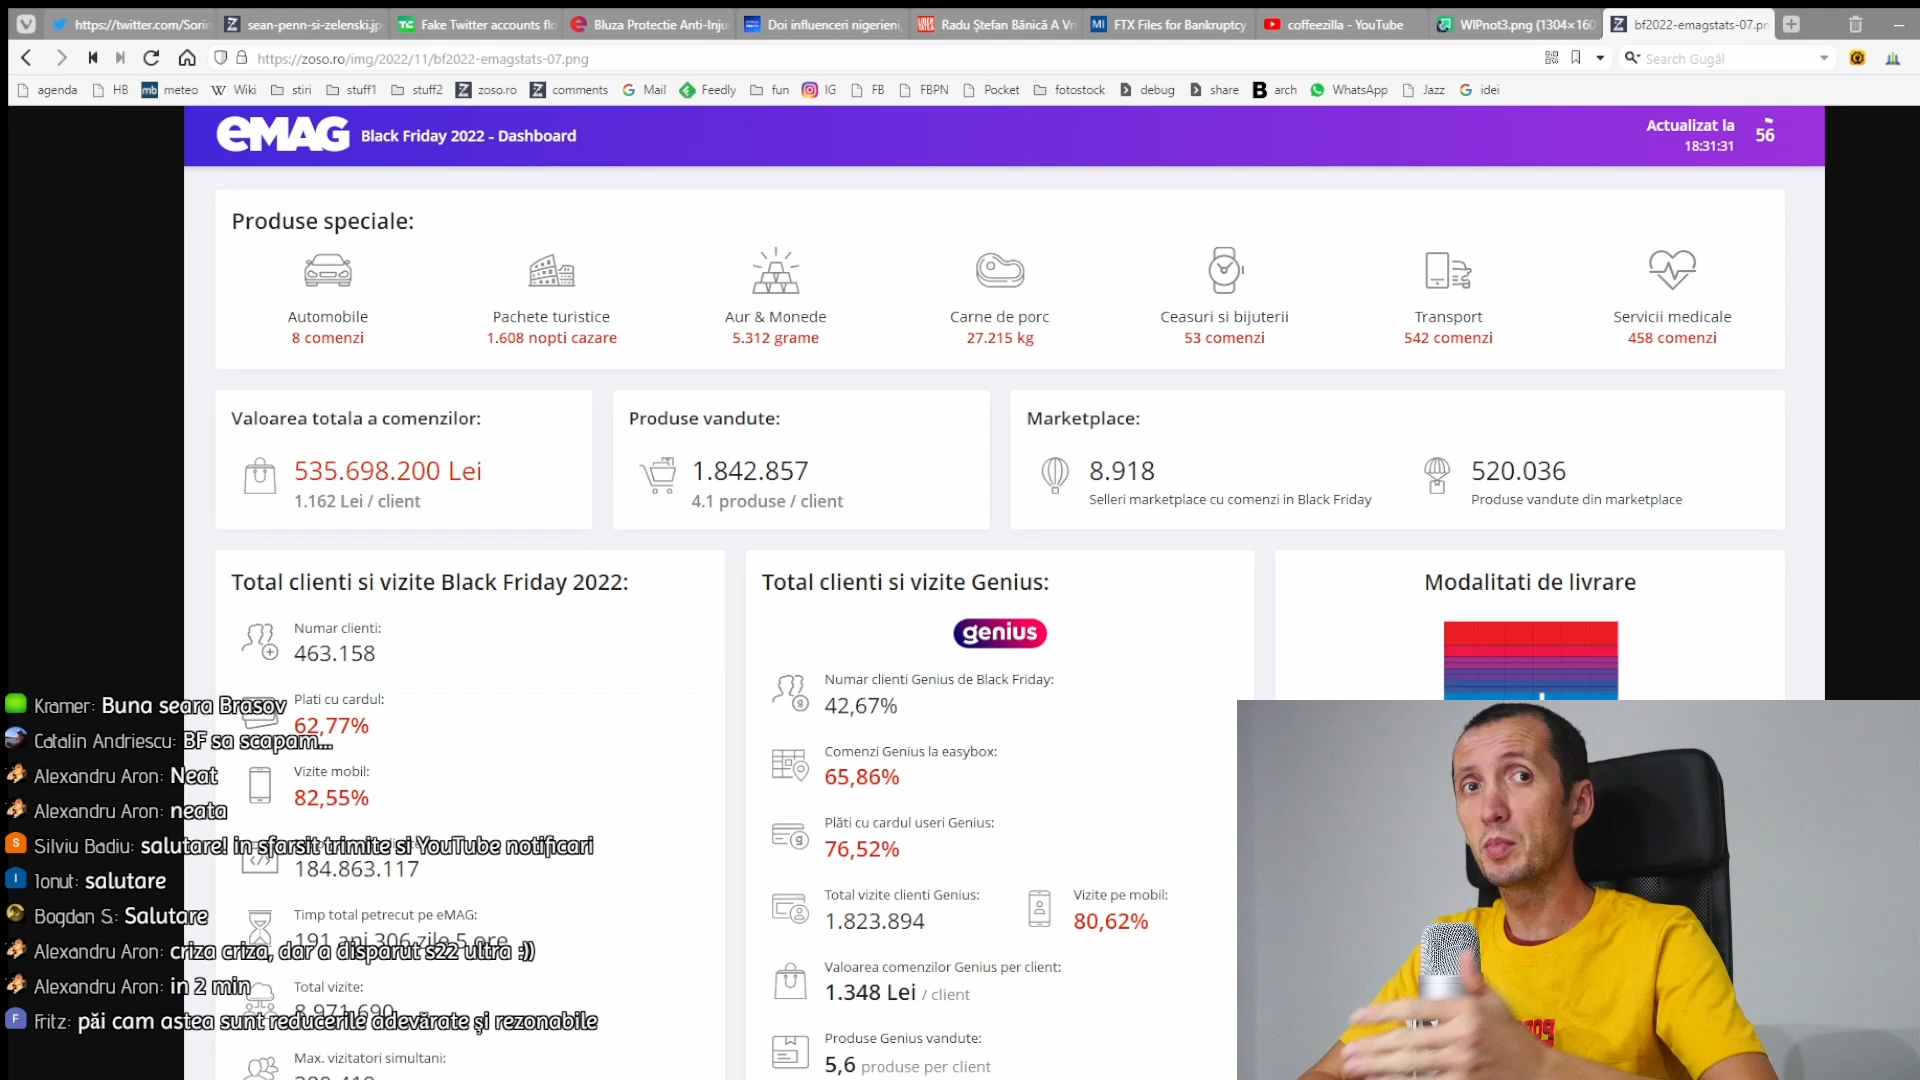 https://twitter.com/Sorin
sean-penn-si-zelenski.jp
Fake Twitter accounts flo
Bluza Protectie Anti-Inju
Doi influenceri nigerieni,
Radu Ștefan Bănică A Vr
FTX Files for Bankruptcy
coffeezilla - YouTube
WIPnot3.png (1304×160
bf2022-emagstats-07.pn
https://zoso.ro/img/2022/11/bf2022-emagstats-07.png
Search Gugăl
agenda HB meteo Wiki stiri stuff1 stuff2 zoso.ro comments Mail Feedly fun IG FB FBPN Pocket fotostock debug share arch WhatsApp Jazz idei
eMAG Black Friday 2022 - Dashboard
Actualizat la
18:31:31
56
Produse speciale:
Automobile
8 comenzi
Pachete turistice
1.608 nopti cazare
Aur & Monede
5.312 grame
Carne de porc
27.215 kg
Ceasuri si bijuterii
53 comenzi
Transport
542 comenzi
Servicii medicale
458 comenzi
Valoarea totala a comenzilor:
535.698.200 Lei
1.162 Lei / client
Produse vandute:
1.842.857
4.1 produse / client
Marketplace:
8.918
Selleri marketplace cu comenzi in Black Friday
520.036
Produse vandute din marketplace
Total clienti si vizite Black Friday 2022:
Numar clienti:
463.158
Plati cu cardul:
62,77%
Vizite mobil:
82,55%
184.863.117
Timp total petrecut pe eMAG:
191 ani 306 zile 5 ore
Total vizite:
8.971.690
Max. vizitatori simultani:
Total clienti si vizite Genius:
genius
Numar clienti Genius de Black Friday:
42,67%
Comenzi Genius la easybox:
65,86%
Plăti cu cardul useri Genius:
76,52%
Total vizite clienti Genius:
1.823.894
Vizite pe mobil:
80,62%
Valoarea comenzilor Genius per client:
1.348 Lei / client
Produse Genius vandute:
5,6 produse per client
Modalitati de livrare
Kramer: Buna seara Brasov
Catalin Andriescu: BF sa scapam...
Alexandru Aron: Neat
Alexandru Aron: neata
Silviu Badiu: salutare! in sfarsit trimite si YouTube notificari
Ionut: salutare
Bogdan S.: Salutare
Alexandru Aron: criza criza, dar a disparut s22 ultra :))
Alexandru Aron: in 2 min
Fritz: păi cam astea sunt reducerile adevărate și rezonabile